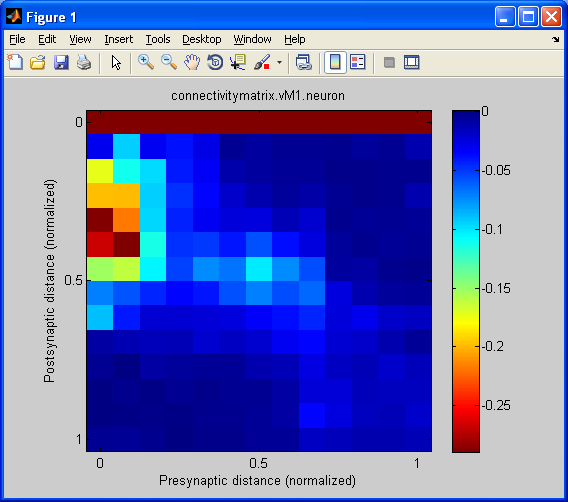 Figure 1
File Edit View Insert Tools Desktop Window Help
connectivitymatrix.vM1.neuron
0
0.5
1
Postsynaptic distance (normalized)
0 0.5 1
Presynaptic distance (normalized)
0
-0.05
-0.1
-0.15
-0.2
-0.25